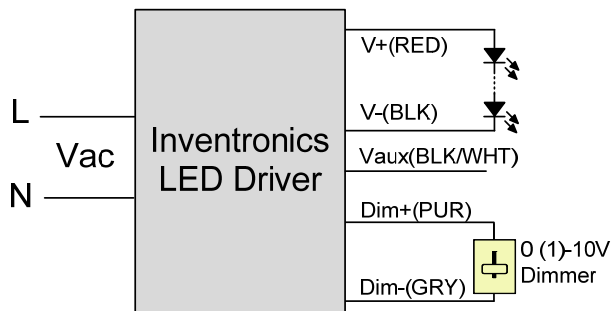 L
Vac
N
Inventronics
LED Driver
V+(RED)
V-(BLK)
Vaux(BLK/WHT)
Dim+(PUR)
Dim-(GRY)
0 (1)-10V
Dimmer